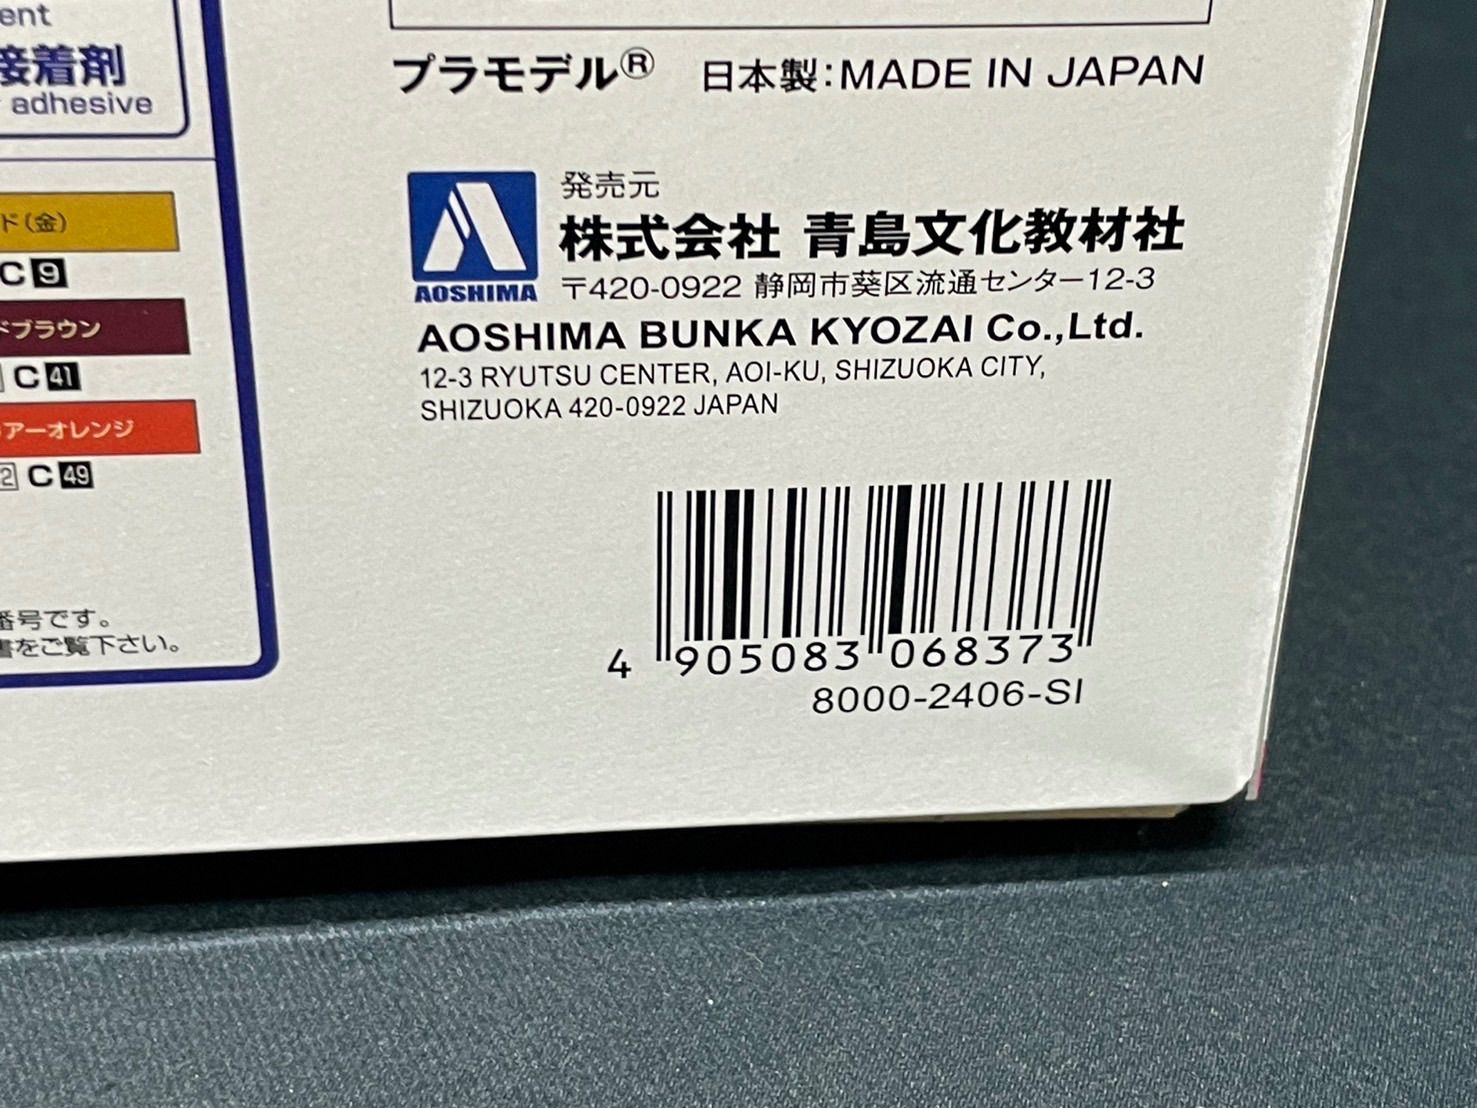 ent
接着剤
adhesive
ド(金)
C 9
ドブラウン
C 41
アーオレンジ
2 C 49
番号です。
書をご覧下さい。
プラモデル® 日本製:MADE IN JAPAN
AOSHIMA
発売元
株式会社 青島文化教材社
〒420-0922 静岡市葵区流通センター12-3
AOSHIMA BUNKA KYOZAI Co.,Ltd.
12-3 RYUTSU CENTER, AOI-KU, SHIZUOKA CITY,
SHIZUOKA 420-0922 JAPAN
4 905083 068373
8000-2406-SI